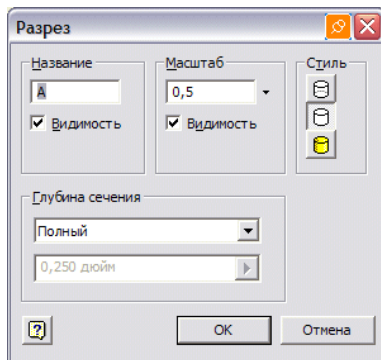 Разрез
Название
Масштаб
Стиль
A
0,5
Видимость
Видимость
Глубина сечения
Полный
0,250 дюйм
?
OK
Отмена